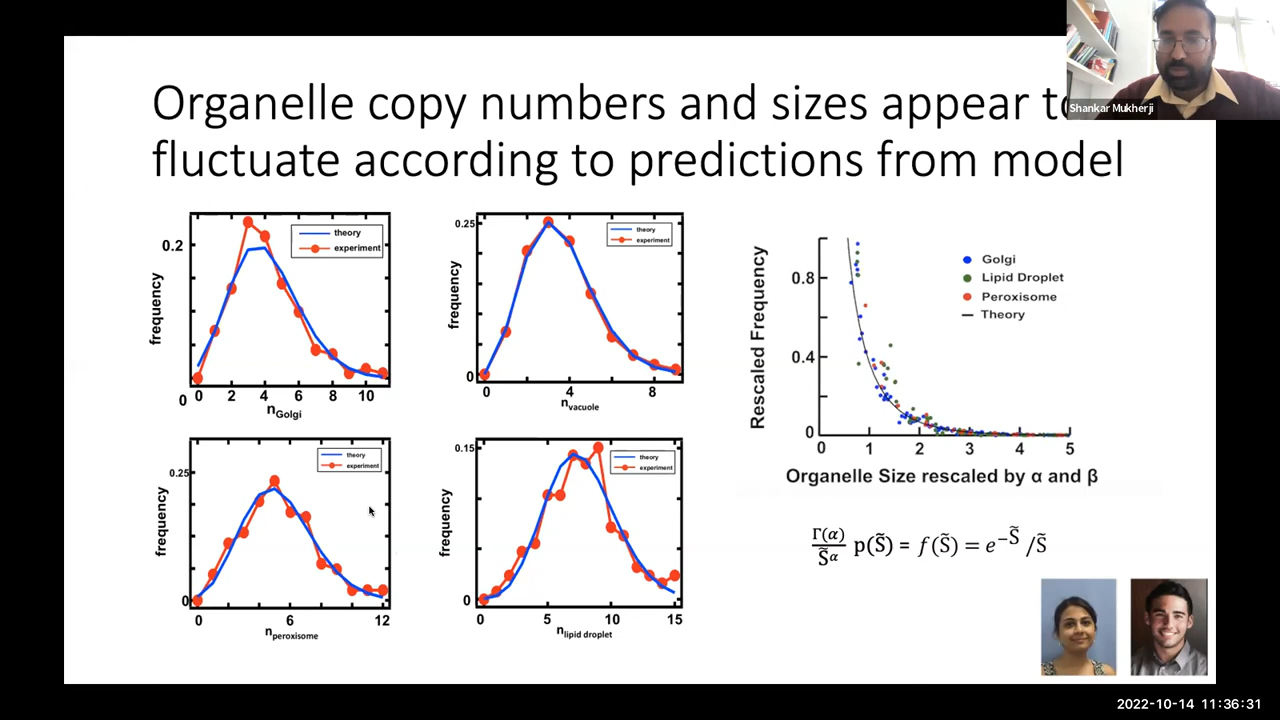 Shankar Mukherji
Organelle copy numbers and sizes appear to
fluctuate according to predictions from model
theory
experiment
0.2
0
frequency
0 2 4 6 8 10
nGolgi
theory
experiment
0.25
0
frequency
0 4 8
nvacuole
theory
experiment
0.25
0
frequency
0 6 12
nperoxisome
theory
experiment
0.15
0
frequency
0 5 10 15
nlipid droplet
Golgi
Lipid Droplet
Peroxisome
Theory
0.8
0.4
0
Rescaled Frequency
0 1 2 3 4 5
Organelle Size rescaled by α and β
Γ(α)/S̃^α p(S̃) = f(S̃) = e^−S̃ /S̃
2022-10-14 11:36:31